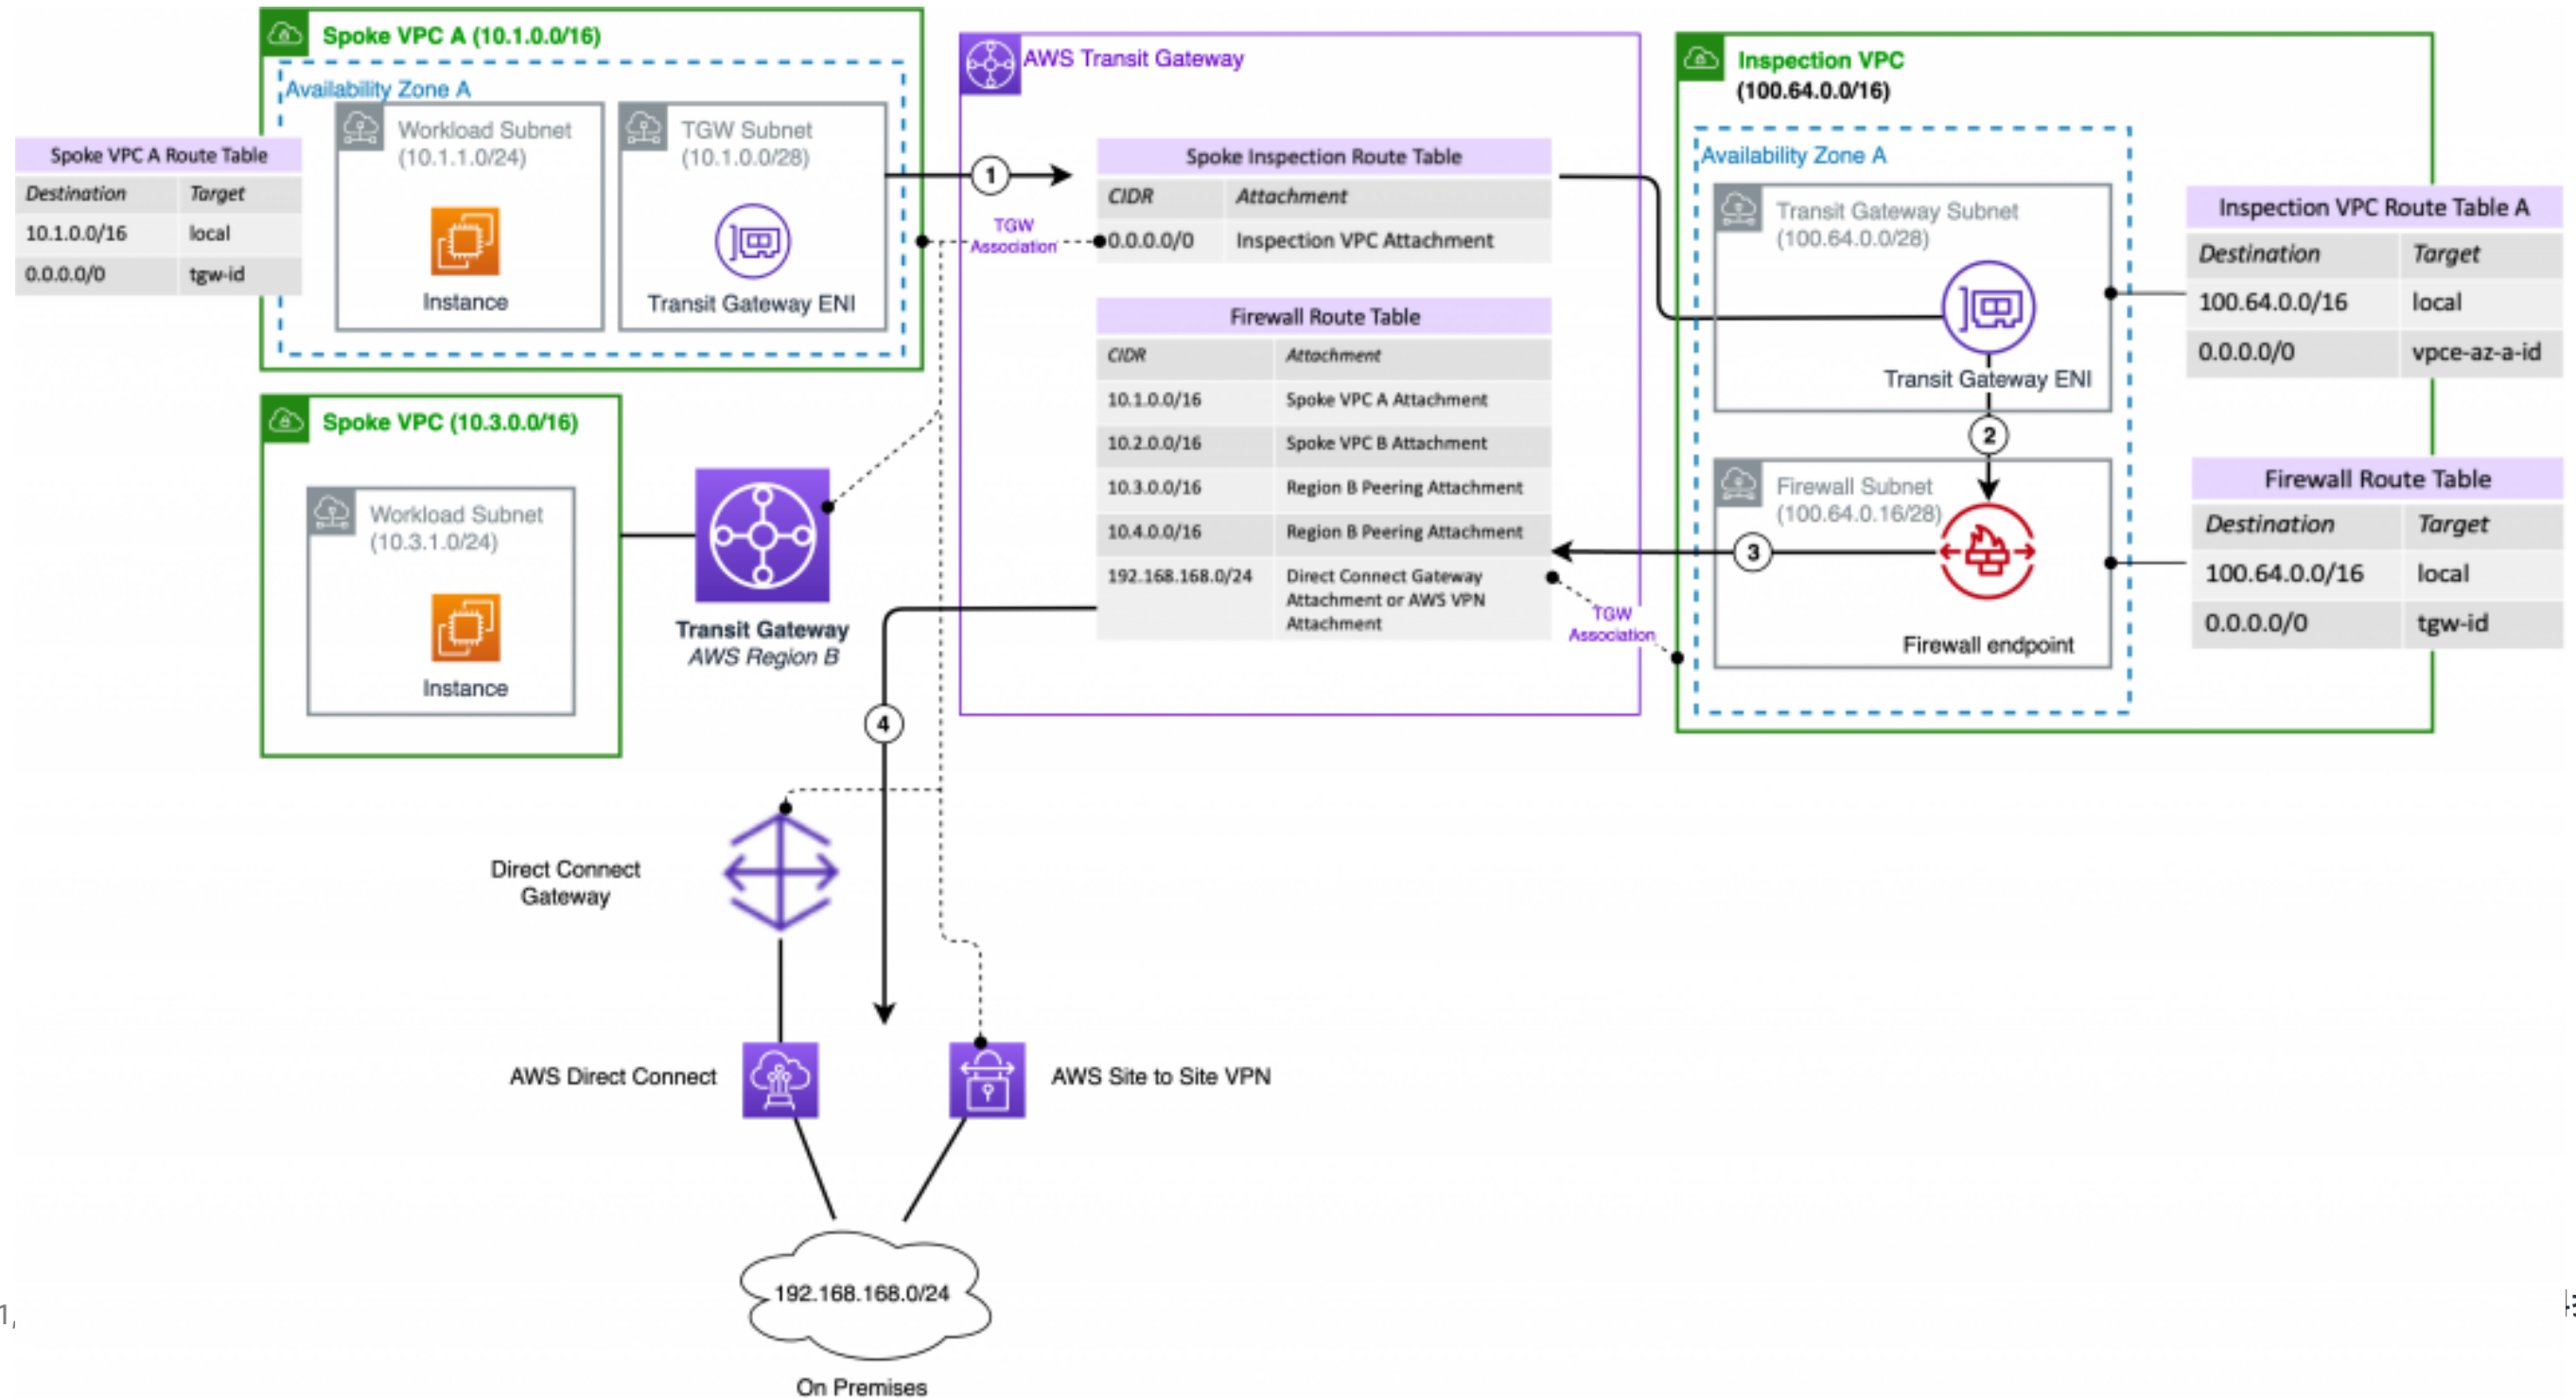 Spoke VPC A (10.1.0.0/16)
Availability Zone A
Workload Subnet
(10.1.1.0/24)
Instance
TGW Subnet
(10.1.0.0/28)
Transit Gateway ENI
Spoke VPC A Route Table
Destination Target
10.1.0.0/16 local
0.0.0.0/0 tgw-id
1
TGW
Association
AWS Transit Gateway
Spoke Inspection Route Table
CIDR Attachment
0.0.0.0/0 Inspection VPC Attachment
Firewall Route Table
CIDR Attachment
10.1.0.0/16 Spoke VPC A Attachment
10.2.0.0/16 Spoke VPC B Attachment
10.3.0.0/16 Region B Peering Attachment
10.4.0.0/16 Region B Peering Attachment
192.168.168.0/24 Direct Connect Gateway
Attachment or AWS VPN
Attachment
TGW
Association
Inspection VPC
(100.64.0.0/16)
Availability Zone A
Transit Gateway Subnet
(100.64.0.0/28)
Transit Gateway ENI
2
Firewall Subnet
(100.64.0.16/28)
3
Firewall endpoint
Inspection VPC Route Table A
Destination Target
100.64.0.0/16 local
0.0.0.0/0 vpce-az-a-id
Firewall Route Table
Destination Target
100.64.0.0/16 local
0.0.0.0/0 tgw-id
Spoke VPC (10.3.0.0/16)
Workload Subnet
(10.3.1.0/24)
Instance
Transit Gateway
AWS Region B
4
Direct Connect
Gateway
AWS Direct Connect
AWS Site to Site VPN
192.168.168.0/24
1,
On Premises